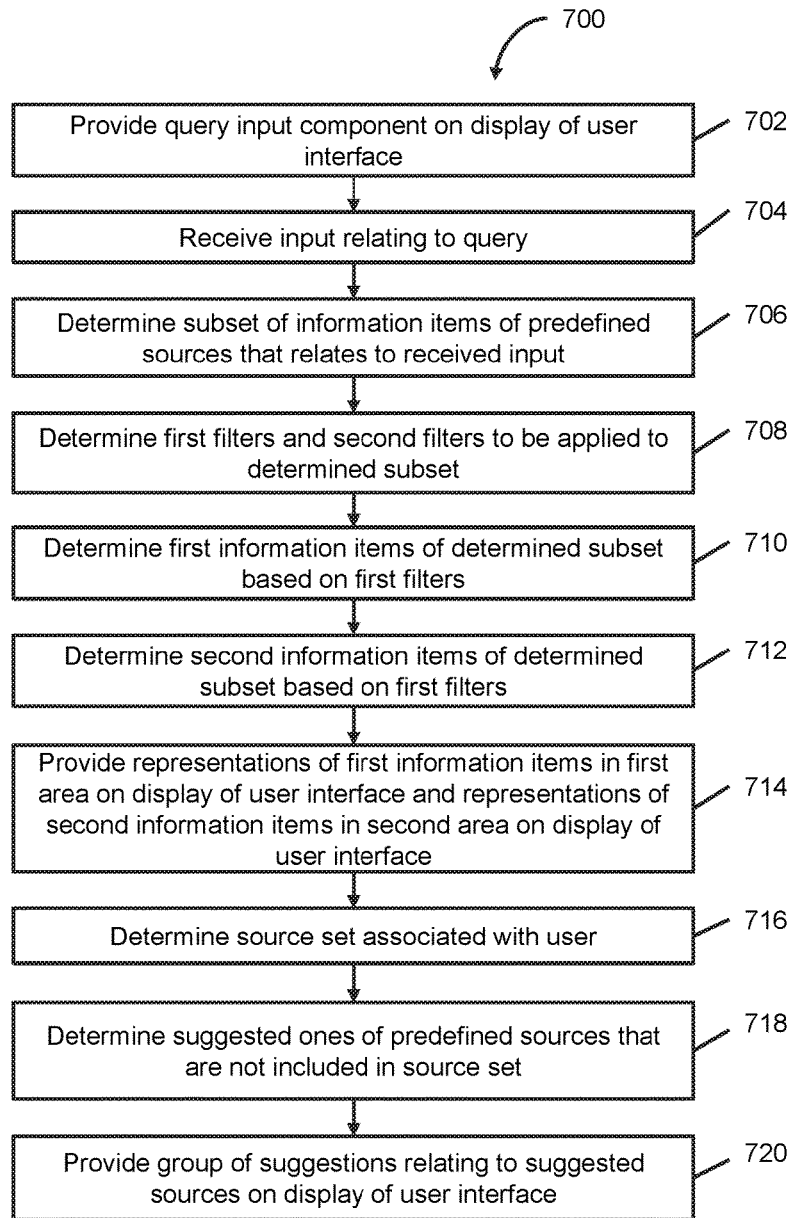 700
Provide query input component on display of user
interface
702
Receive input relating to query
704
Determine subset of information items of predefined
sources that relates to received input
706
Determine first filters and second filters to be applied to
determined subset
708
Determine first information items of determined subset
based on first filters
710
Determine second information items of determined
subset based on first filters
712
Provide representations of first information items in first
area on display of user interface and representations of
second information items in second area on display of
user interface
714
Determine source set associated with user
716
Determine suggested ones of predefined sources that
are not included in source set
718
Provide group of suggestions relating to suggested
sources on display of user interface
720